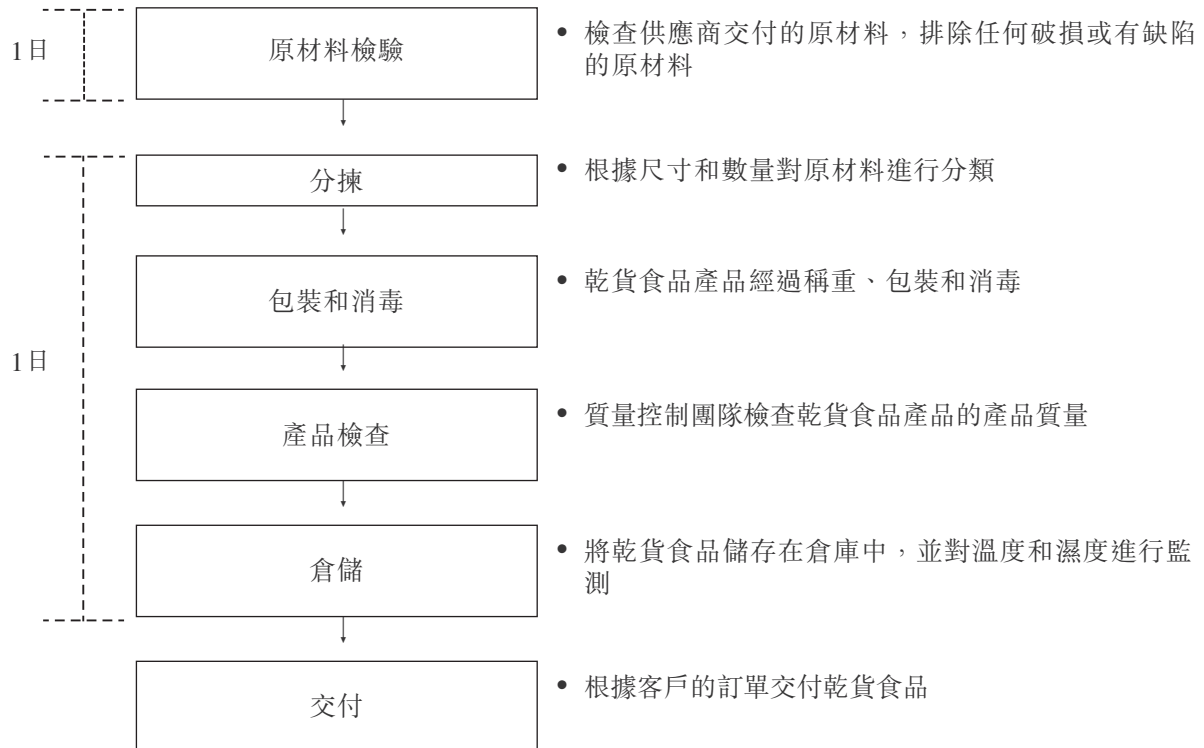 1日
原材料檢驗
• 檢查供應商交付的原材料，排除任何破損或有缺陷
的原材料
分揀
• 根據尺寸和數量對原材料進行分類
包裝和消毒
• 乾貨食品產品經過稱重、包裝和消毒
1日
產品檢查
• 質量控制團隊檢查乾貨食品產品的產品質量
倉儲
• 將乾貨食品儲存在倉庫中，並對溫度和濕度進行監
測
交付
• 根據客戶的訂單交付乾貨食品